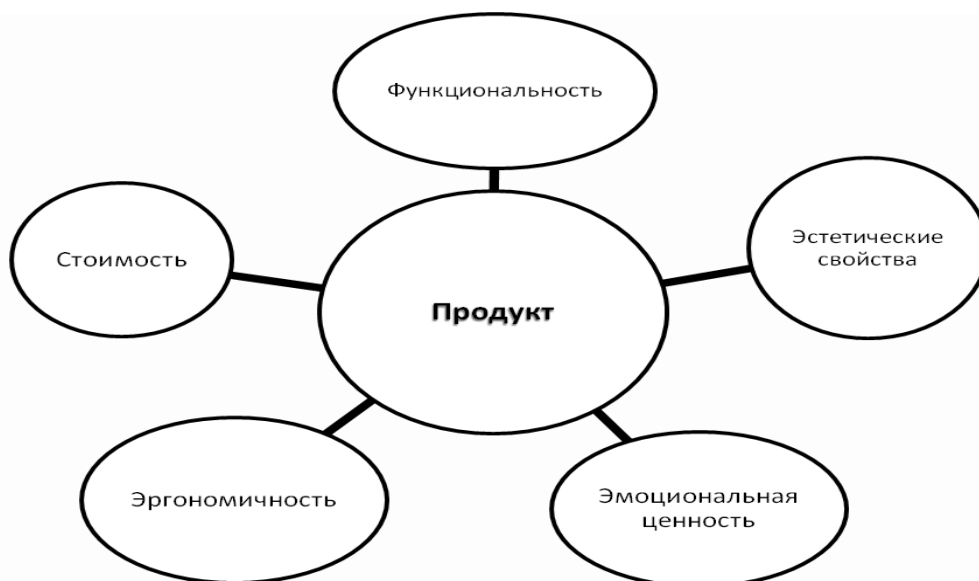 Функциональность
Эстетические
свойства
Стоимость
Продукт
Эргономичность
Эмоциональная
ценность